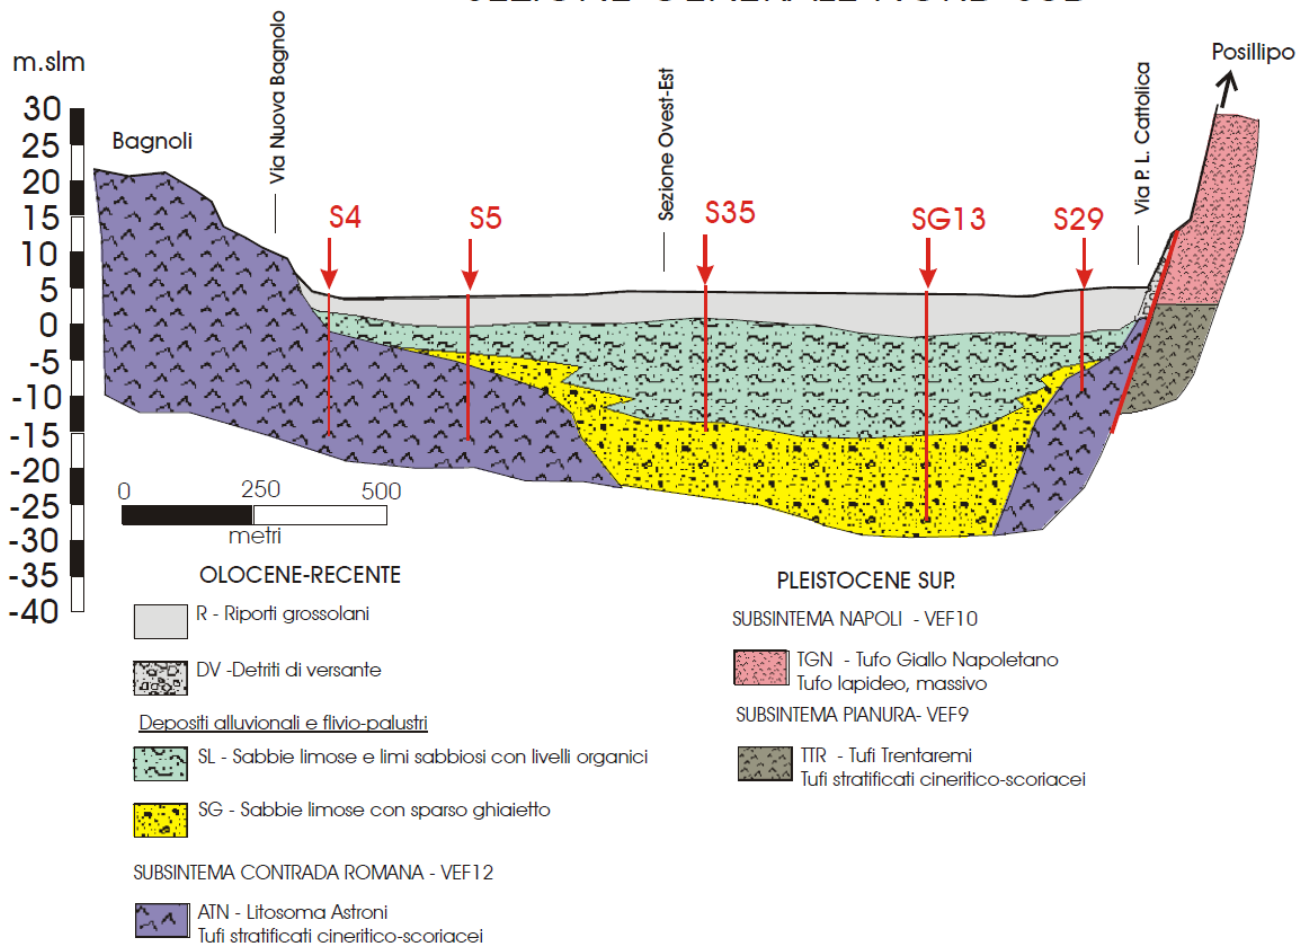 SEZIONE GENERALE NORD-SUD
m.slm
Posillipo
Bagnoli
Via Nuova Bagnolo
Sezione Ovest-Est
Via P. L. Cattolica
S4
S5
S35
SG13
S29
30
25
20
15
10
5
0
-5
-10
-15
-20
-25
-30
-35
-40
0 250 500
metri
OLOCENE-RECENTE
R - Riporti grossolani
DV -Detriti di versante
Depositi alluvionali e flivio-palustri
SL - Sabbie limose e limi sabbiosi con livelli organici
SG - Sabbie limose con sparso ghiaietto
SUBSINTEMA CONTRADA ROMANA - VEF12
ATN - Litosoma Astroni
Tufi stratificati cineritico-scoriacei
PLEISTOCENE SUP.
SUBSINTEMA NAPOLI - VEF10
TGN - Tufo Giallo Napoletano
Tufo lapideo, massivo
SUBSINTEMA PIANURA- VEF9
TTR - Tufi Trentaremi
Tufi stratificati cineritico-scoriacei